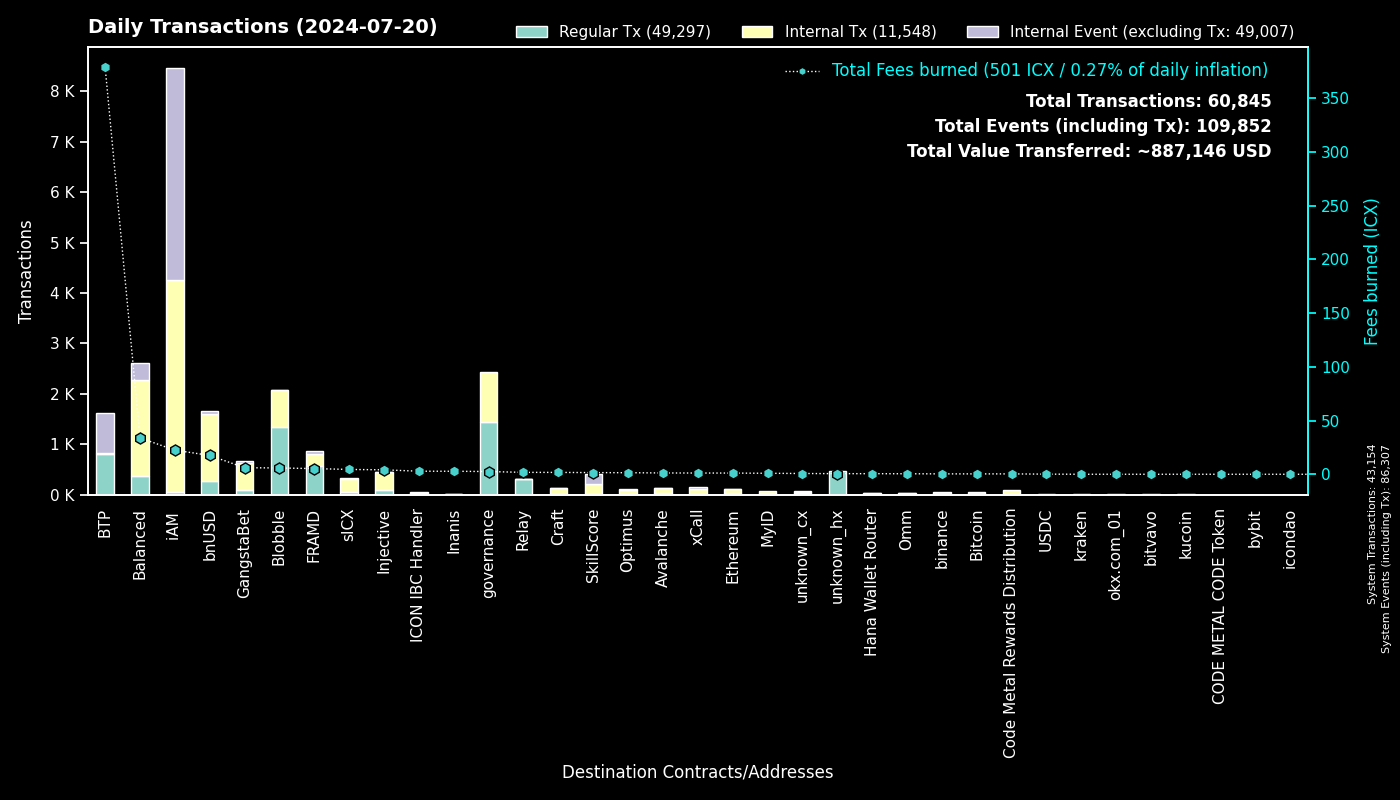 Daily Transactions (2024-07-20)
Regular Tx (49,297)
Internal Tx (11,548)
Internal Event (excluding Tx: 49,007)
Total Fees burned (501 ICX / 0.27% of daily inflation)
Total Transactions: 60,845
Total Events (including Tx): 109,852
Total Value Transferred: ~887,146 USD
Transactions
8 K
7 K
6 K
5 K
4 K
3 K
2 K
1 K
0 K
350
300
250
200
150
100
50
0
Fees burned (ICX)
BTP
Balanced
iAM
bnUSD
GangstaBet
Blobble
FRAMD
sICX
Injective
ICON IBC Handler
Inanis
governance
Relay
Craft
SkillScore
Optimus
Avalanche
xCall
Ethereum
MyID
unknown_cx
unknown_hx
Hana Wallet Router
Omm
binance
Bitcoin
Code Metal Rewards Distribution
USDC
kraken
okx.com_01
bitvavo
kucoin
CODE METAL CODE Token
bybit
icondao
Destination Contracts/Addresses
System Transactions: 43,154
System Events (including Tx): 86,307